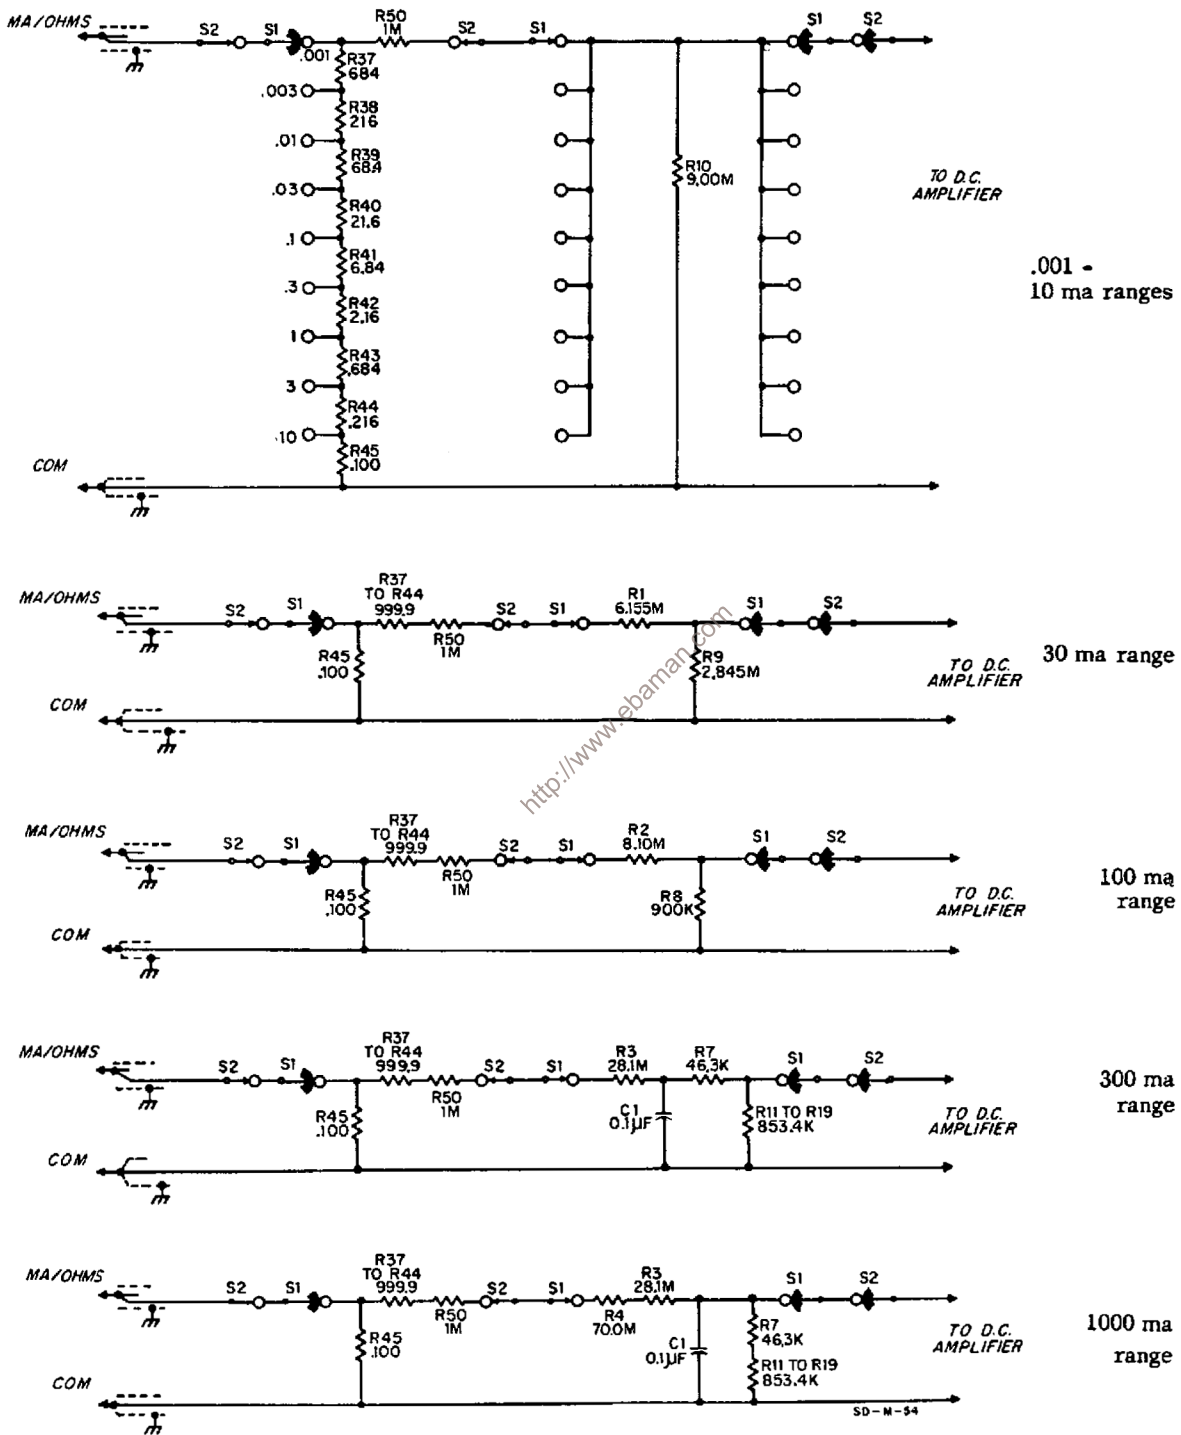 MA/OHMS
S2
S1
R50
1M
S2
S1
S1
S2
.001
R37
684
.003
R38
216
.01
R39
68.4
.03
R40
21.6
.1
R41
6.84
.3
R42
2.16
1
R43
.684
3
R44
.216
.10
R45
.100
R10
9.00M
TO D.C.
AMPLIFIER
COM
.001 -
10 ma ranges
MA/OHMS
S2
S1
R37
TO R44
999.9
R50
1M
S2
S1
R1
6.155M
S1
S2
R45
.100
R9
2.845M
TO D.C.
AMPLIFIER
COM
30 ma range
http://www.ebaman.com
MA/OHMS
S2
S1
R37
TO R44
999.9
R50
1M
S2
S1
R2
8.10M
S1
S2
R45
.100
R8
900K
TO D.C.
AMPLIFIER
COM
100 ma
range
MA/OHMS
S2
S1
R37
TO R44
999.9
R50
1M
S2
S1
R3
28.1M
R7
46.3K
S1
S2
R45
.100
C1
0.1μF
R11 TO R19
853.4K
TO D.C.
AMPLIFIER
COM
300 ma
range
MA/OHMS
S2
S1
R37
TO R44
999.9
R50
1M
S2
S1
R4
70.0M
R3
28.1M
S1
S2
R45
.100
C1
0.1μF
R7
46.3K
R11 TO R19
853.4K
TO D.C.
AMPLIFIER
COM
1000 ma
range
SD-M-54